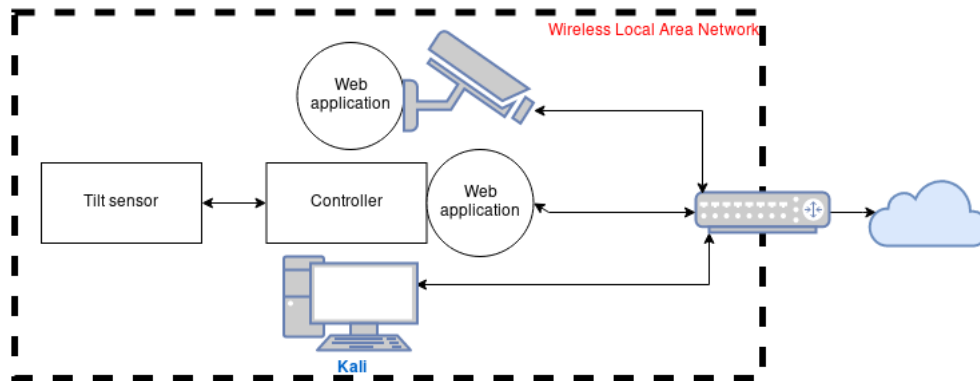 Wireless Local Area Network
Web
application
Tilt sensor
Controller
Web
application
Kali